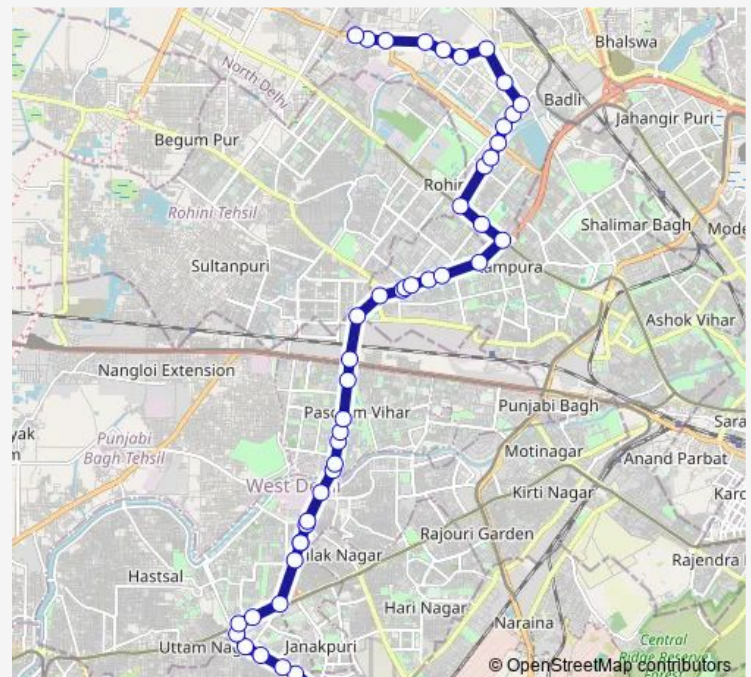 Bhalswa
North Delhi
Badli
Jahangir Puri
Begum Pur
Rohini Tehsil
Shalimar Bagh
Sultanpuri
Ashok Vihar
Nangloi Extension
Punjabi Bagh
Punjabi
Bagh Tehsil
Vihar
Motinagar
Anand Parbat
West
Kirti Nagar
Rajouri Garden
Nagar
Hastsal
Hari Nagar
Naraina
Central
Ridge Reserve
Uttam
Janakpuri
© OpenStreetMap contributors